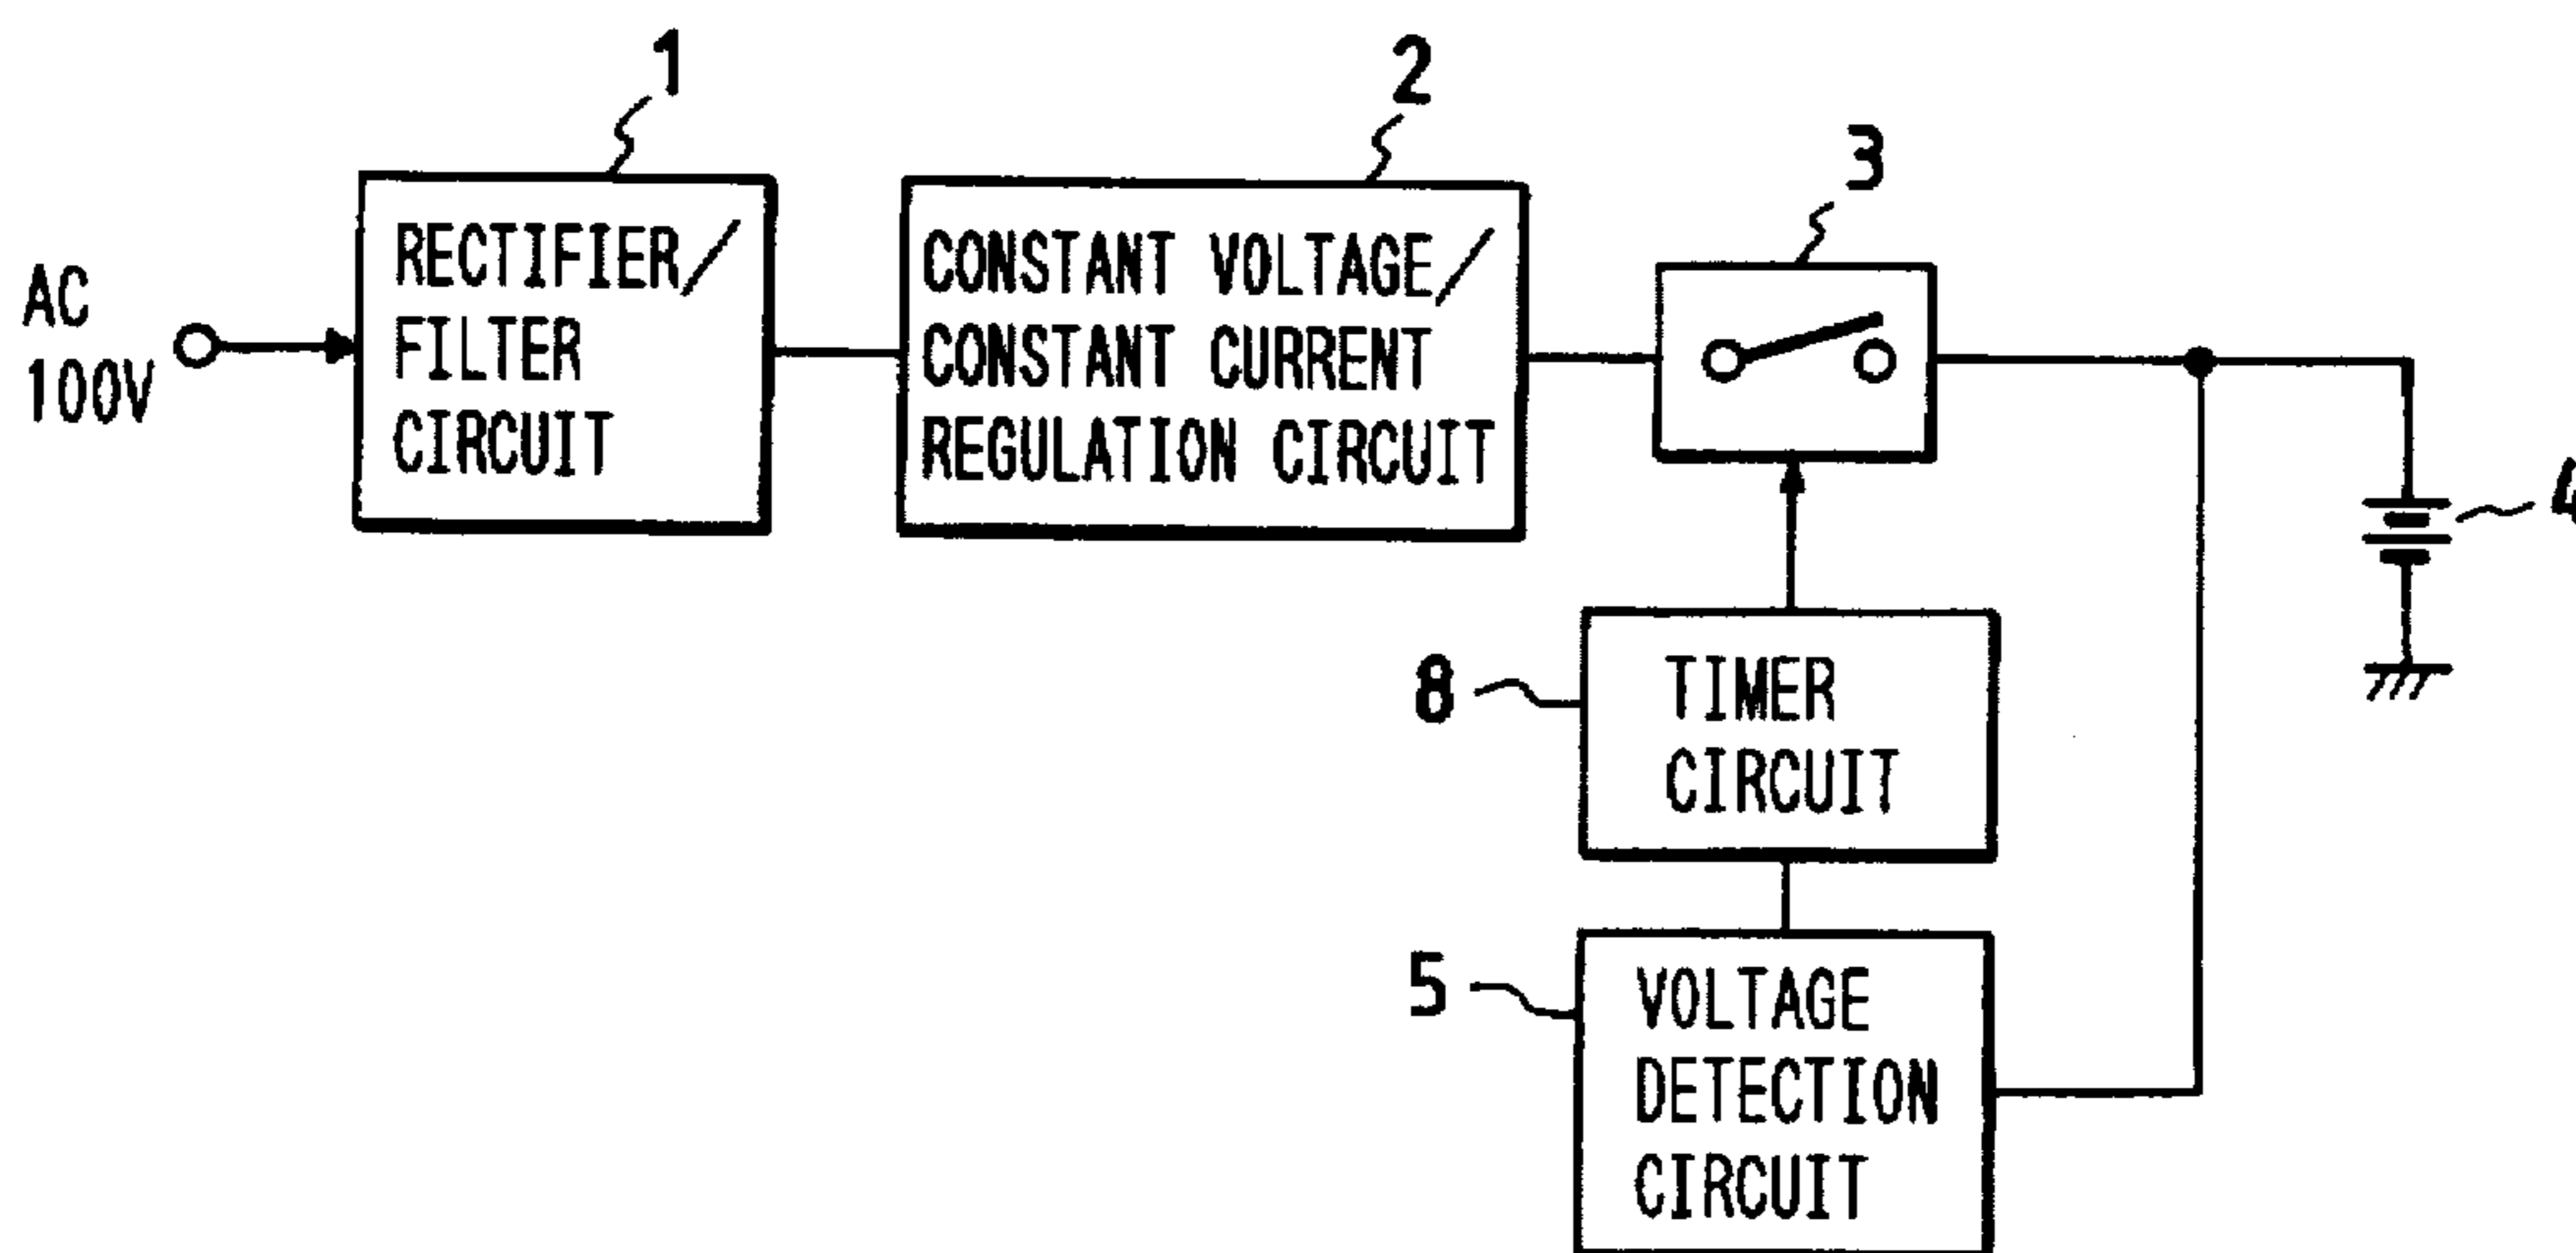 1
2
3
AC
100V
RECTIFIER/
FILTER
CIRCUIT
CONSTANT VOLTAGE/
CONSTANT CURRENT
REGULATION CIRCUIT
4
8
TIMER
CIRCUIT
5
VOLTAGE
DETECTION
CIRCUIT